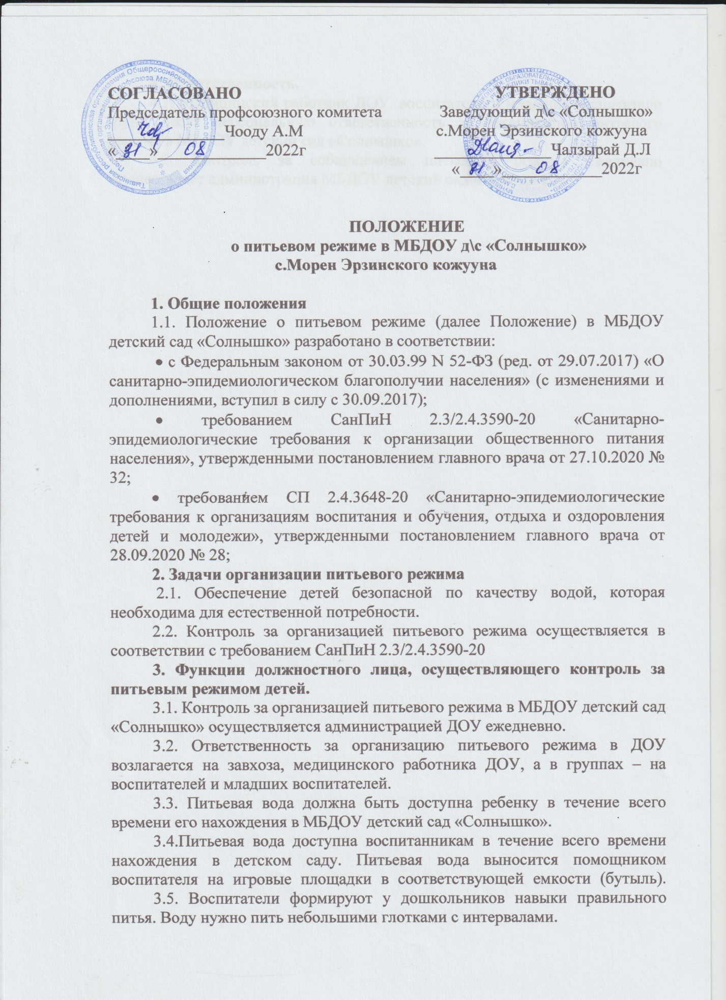 СОГЛАСОВАНО
Председатель профсоюзного комитета
Чооду А.М
«31» 08 2022г
УТВЕРЖДЕНО
Заведующий д\с «Солнышко»
с.Морен Эрзинского кожууна
Чалзырай Д.Л
«31» 08 2022г
ПОЛОЖЕНИЕ
о питьевом режиме в МБДОУ д\с «Солнышко»
с.Морен Эрзинского кожууна
1. Общие положения
1.1. Положение о питьевом режиме (далее Положение) в МБДОУ
детский сад «Солнышко» разработано в соответствии:
• с Федеральным законом от 30.03.99 N 52-ФЗ (ред. от 29.07.2017) «О
санитарно-эпидемиологическом благополучии населения» (с изменениями и
дополнениями, вступил в силу с 30.09.2017);
• требованием СанПиН 2.3/2.4.3590-20 «Санитарно-
эпидемиологические требования к организации общественного питания
населения», утвержденными постановлением главного врача от 27.10.2020 №
32;
• требованием СП 2.4.3648-20 «Санитарно-эпидемиологические
требования к организациям воспитания и обучения, отдыха и оздоровления
детей и молодежи», утвержденными постановлением главного врача от
28.09.2020 № 28;
2. Задачи организации питьевого режима
2.1. Обеспечение детей безопасной по качеству водой, которая
необходима для естественной потребности.
2.2. Контроль за организацией питьевого режима осуществляется в
соответствии с требованием СанПиН 2.3/2.4.3590-20
3. Функции должностного лица, осуществляющего контроль за
питьевым режимом детей.
3.1. Контроль за организацией питьевого режима в МБДОУ детский сад
«Солнышко» осуществляется администрацией ДОУ ежедневно.
3.2. Ответственность за организацию питьевого режима в ДОУ
возлагается на завхоза, медицинского работника ДОУ, а в группах – на
воспитателей и младших воспитателей.
3.3. Питьевая вода должна быть доступна ребенку в течение всего
времени его нахождения в МБДОУ детский сад «Солнышко».
3.4.Питьевая вода доступна воспитанникам в течение всего времени
нахождения в детском саду. Питьевая вода выносится помощником
воспитателя на игровые площадки в соответствующей емкости (бутыль).
3.5. Воспитатели формируют у дошкольников навыки правильного
питья. Воду нужно пить небольшими глотками с интервалами.